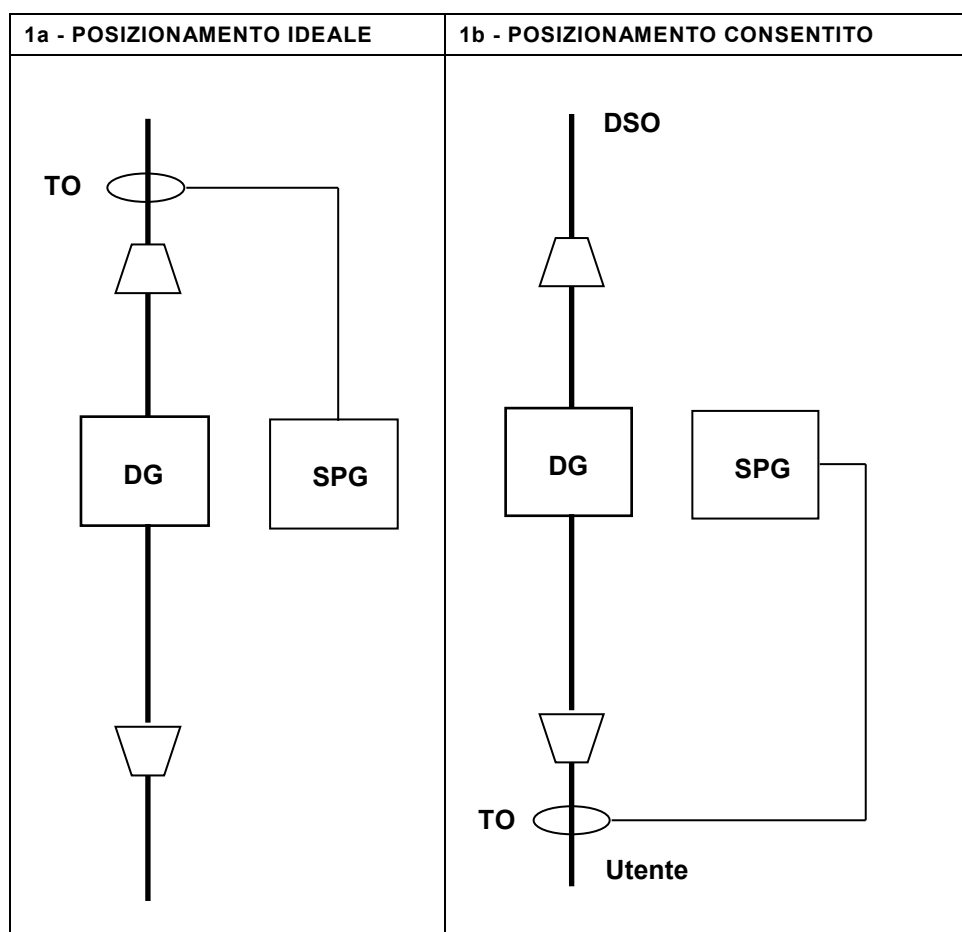 1a - POSIZIONAMENTO IDEALE
TO
DG
SPG
1b - POSIZIONAMENTO CONSENTITO
DSO
DG
SPG
TO
Utente